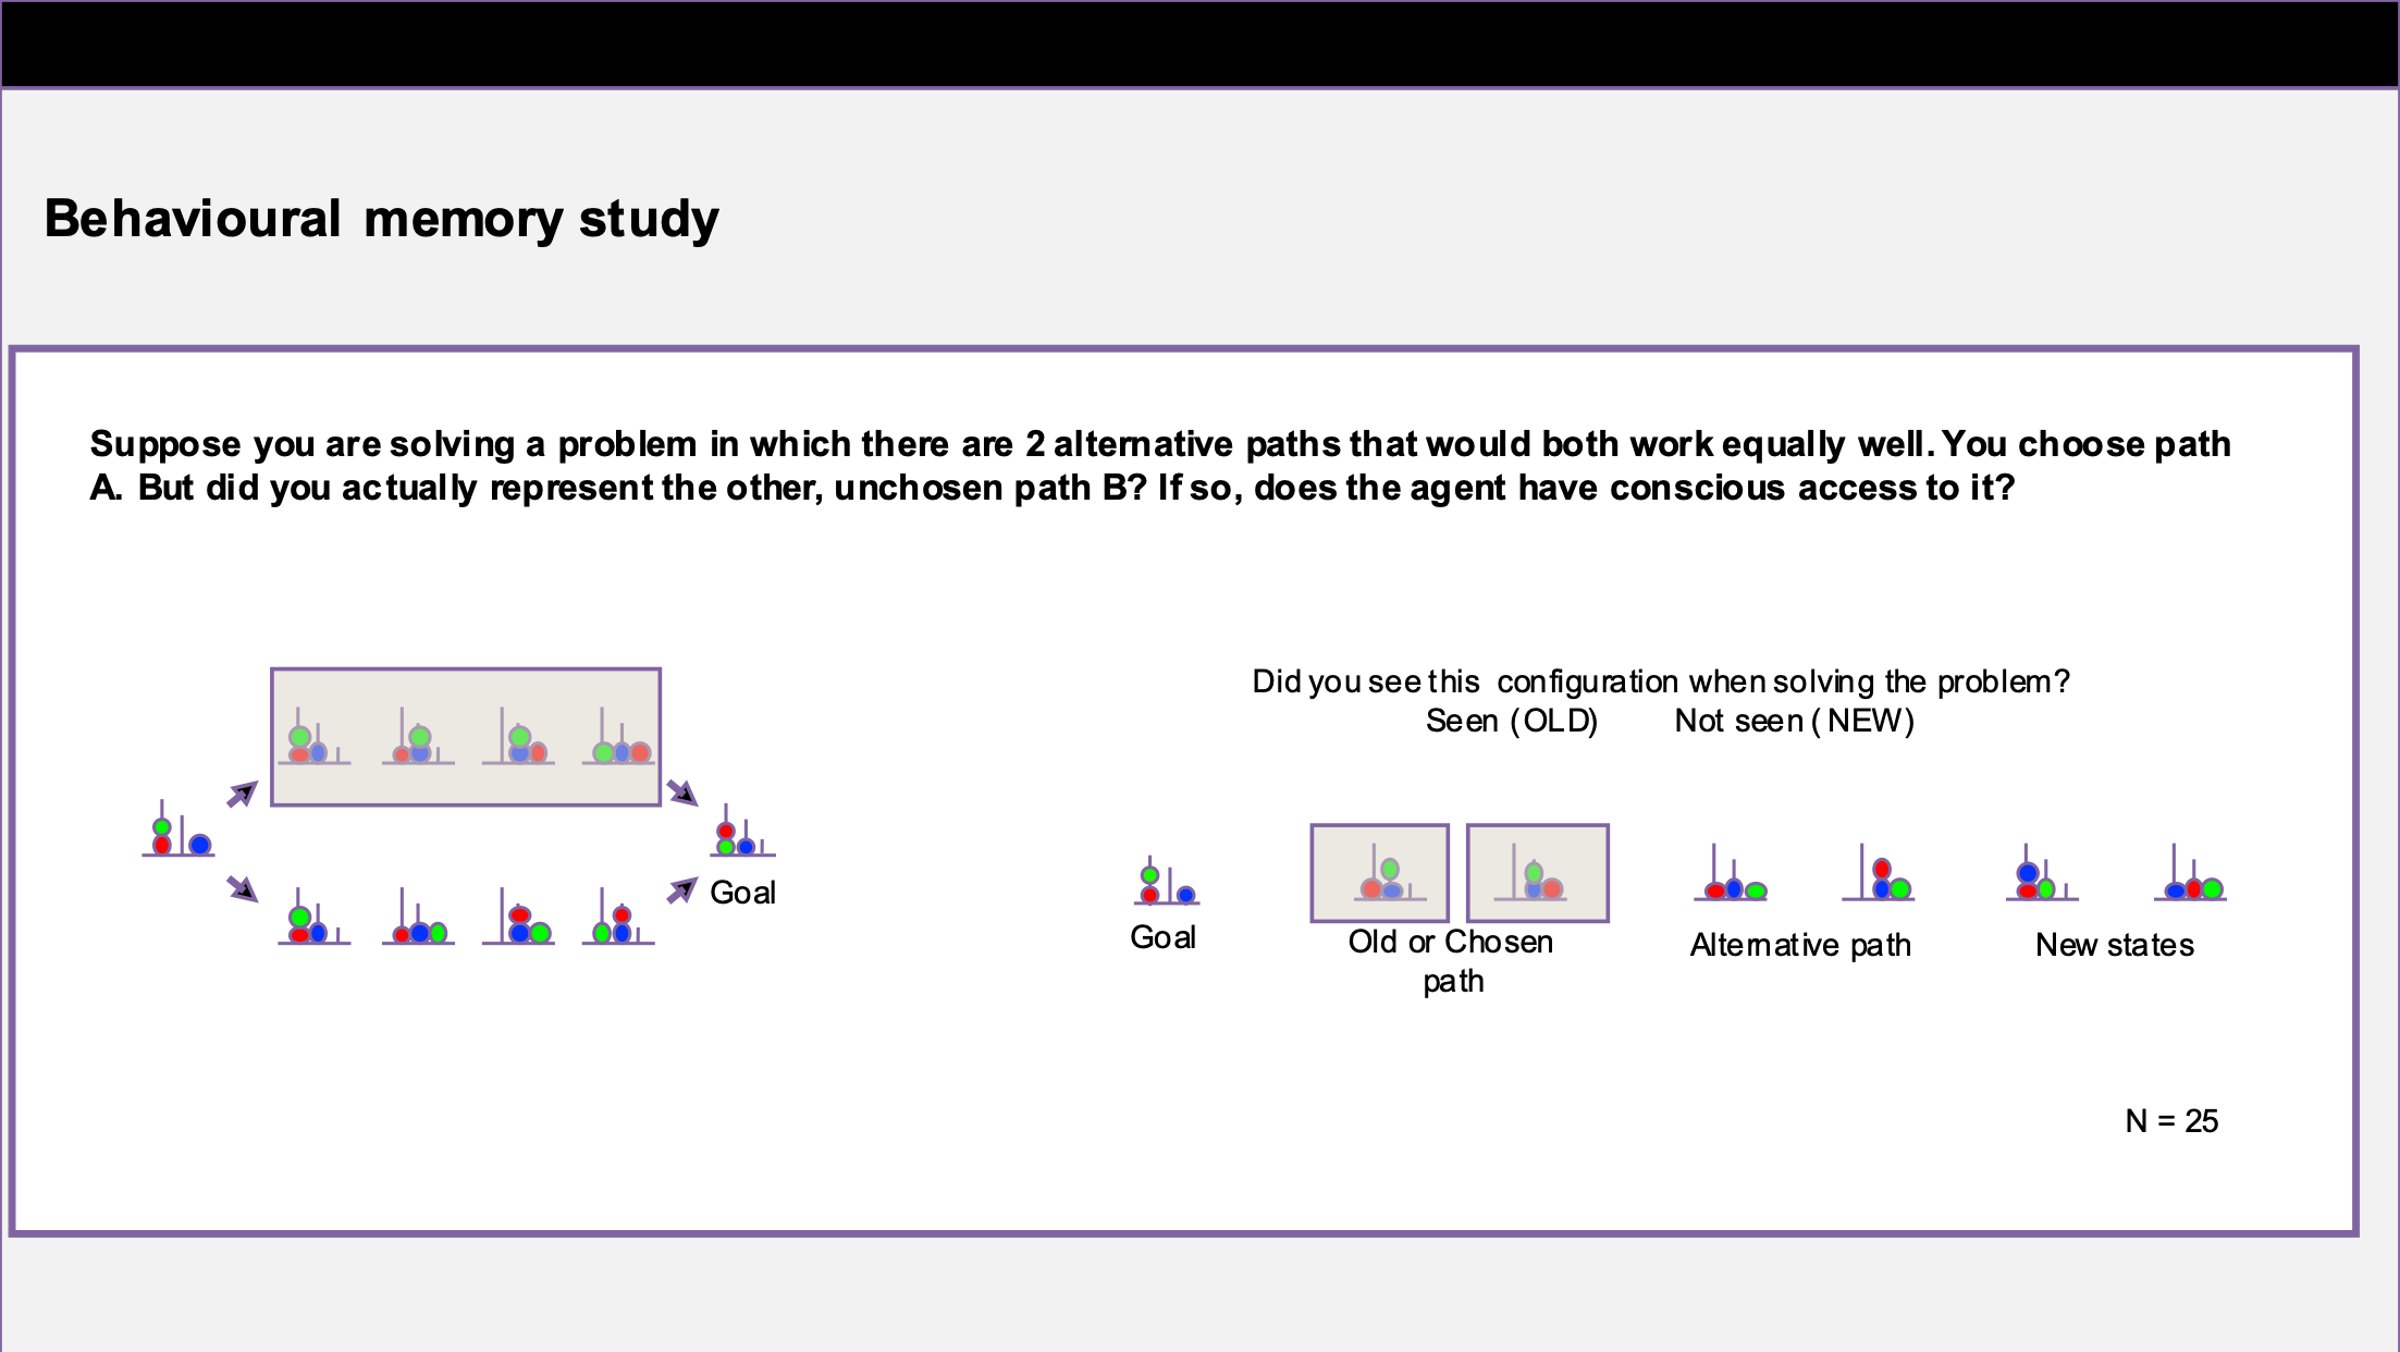 Behavioural memory study
Suppose you are solving a problem in which there are 2 alternative paths that would both work equally well. You choose path
A. But did you actually represent the other, unchosen path B? If so, does the agent have conscious access to it?
Did you see this configuration when solving the problem?
Seen (OLD) Not seen (NEW)
Goal
Goal
Old or Chosen
path
Alternative path
New states
N = 25